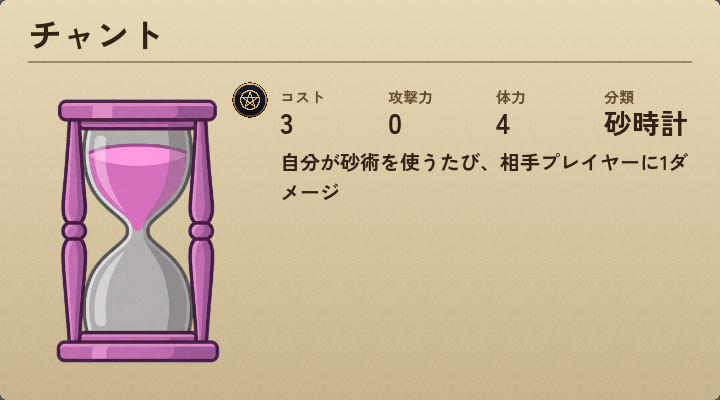 チャント
コスト 攻撃力 体力 分類
3 0 4 砂時計
自分が砂術を使うたび、相手プレイヤーに1ダ
メージ